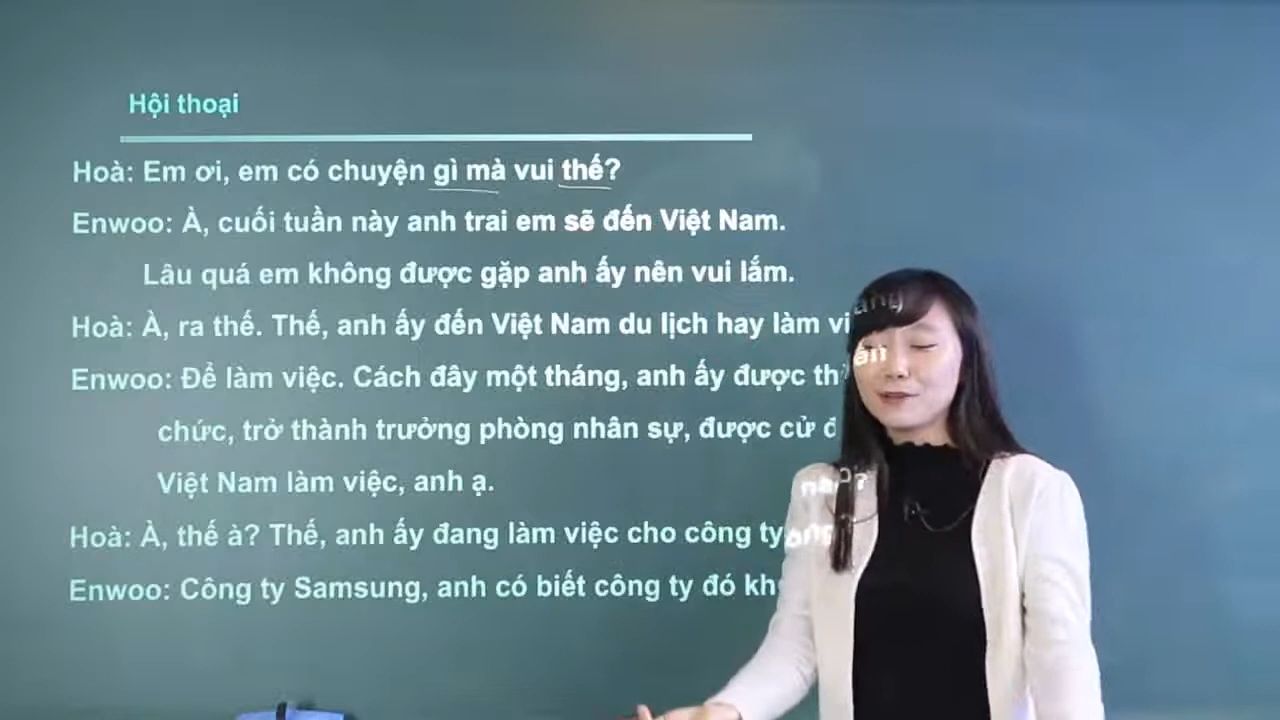 Hội thoại
Hoà: Em ơi, em có chuyện gì mà vui thế?
Enwoo: À, cuối tuần này anh trai em sẽ đến Việt Nam.
Lâu quá em không được gặp anh ấy nên vui lắm.
Hoà: À, ra thế. Thế, anh ấy đến Việt Nam du lịch hay làm
Enwoo: Để làm việc. Cách đây một tháng, anh ấy được
chức, trở thành trưởng phòng nhân sự, được cử
Việt Nam làm việc, anh ạ.
Hoà: À, thế à? Thế, anh ấy đang làm việc cho công ty
Enwoo: Công ty Samsung, anh có biết công ty đó